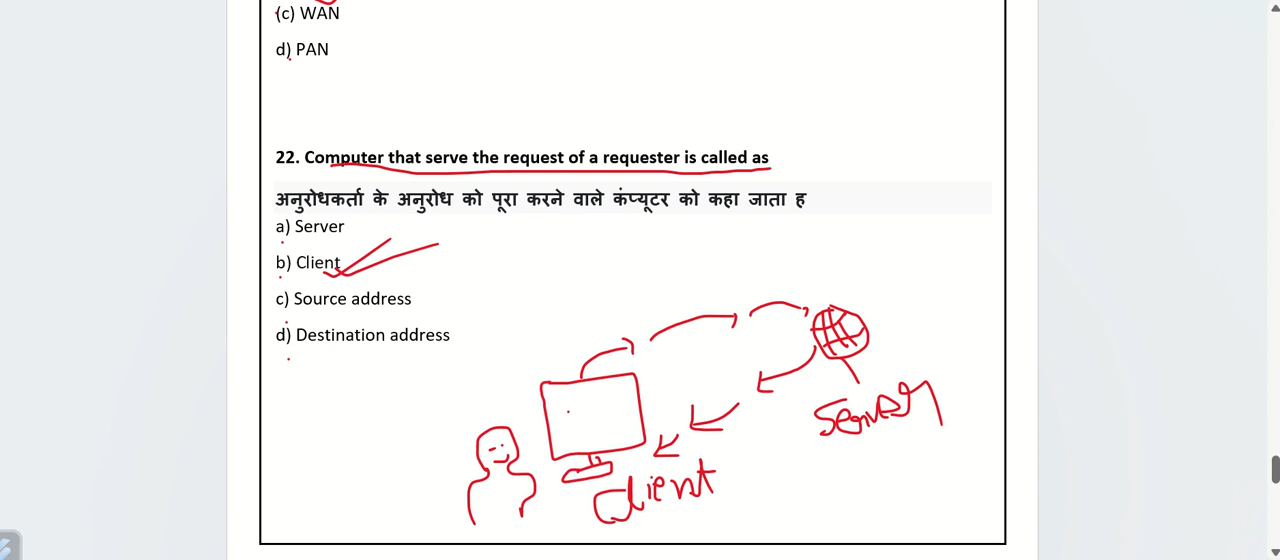 (c) WAN
d) PAN
22. Computer that serve the request of a requester is called as
अनुरोधकर्ता के अनुरोध को पूरा करने वाले कंप्यूटर को कहा जाता ह
a) Server
b) Client
c) Source address
d) Destination address
Server
Client